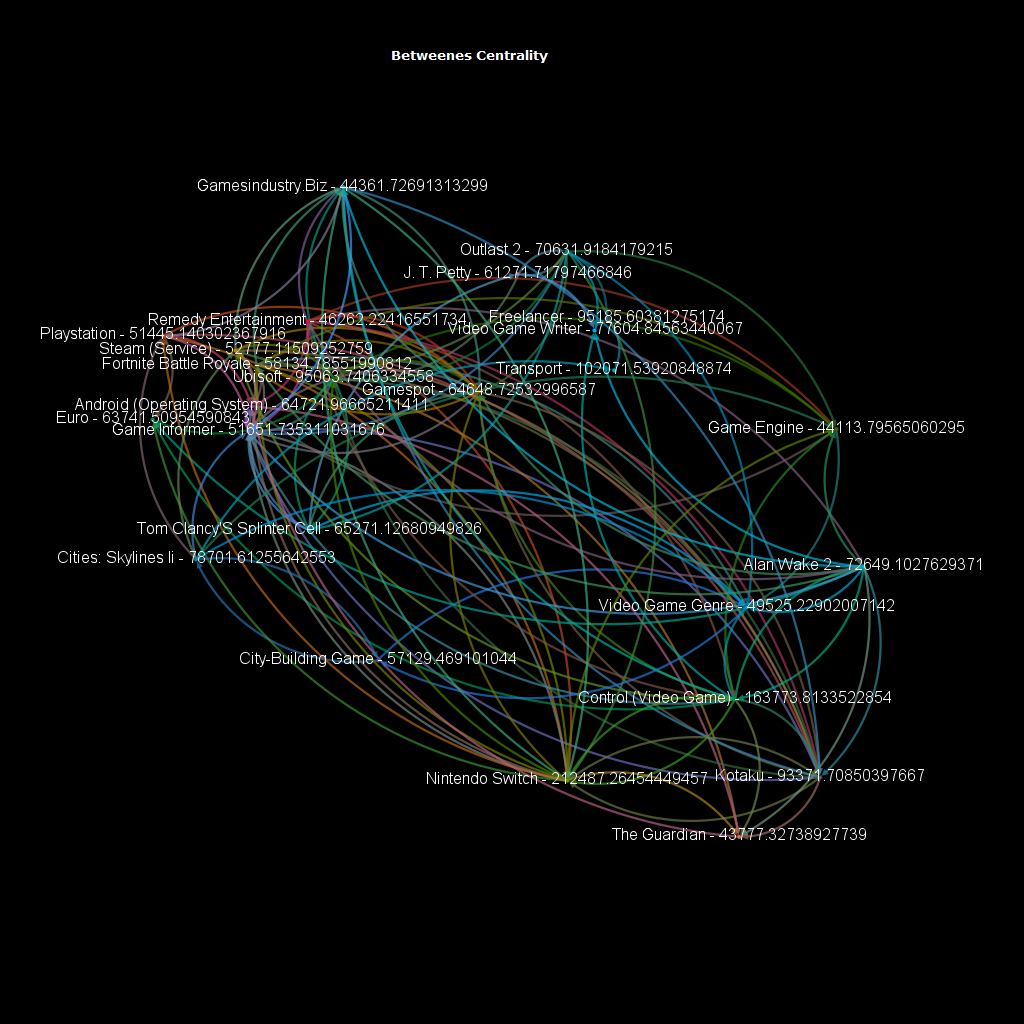 Betweenes Centrality
Gamesindustry.Biz - 44361.72691313299
Outlast 2 - 70631.9184179215
J. T. Petty - 61271.71797466846
Freelancer - 95185.60381275174
Remedy Entertainment - 46262.22416551734
Video Game Writer - 77604.84563440067
Playstation - 51445.140302367916
Steam (Service) - 52777.11509252759
Fortnite Battle Royale - 58134.78551990812
Transport - 102071.53920848874
Ubisoft - 95063.7406334558
Gamespot - 64648.72532996587
Android (Operating System) - 64721.96665211411
Euro - 63741.50954590843
Game Informer - 51651.735311031676
Game Engine - 44113.79565060295
Tom Clancy'S Splinter Cell - 65271.12680949826
Cities: Skylines Ii - 78701.61255642553
Alan Wake 2 - 72649.1027629371
Video Game Genre - 49525.22902007142
City-Building Game - 57129.469101044
Control (Video Game) - 163773.8133522854
Nintendo Switch - 212487.26454449457
Kotaku - 93371.70850397667
The Guardian - 43777.32738927739